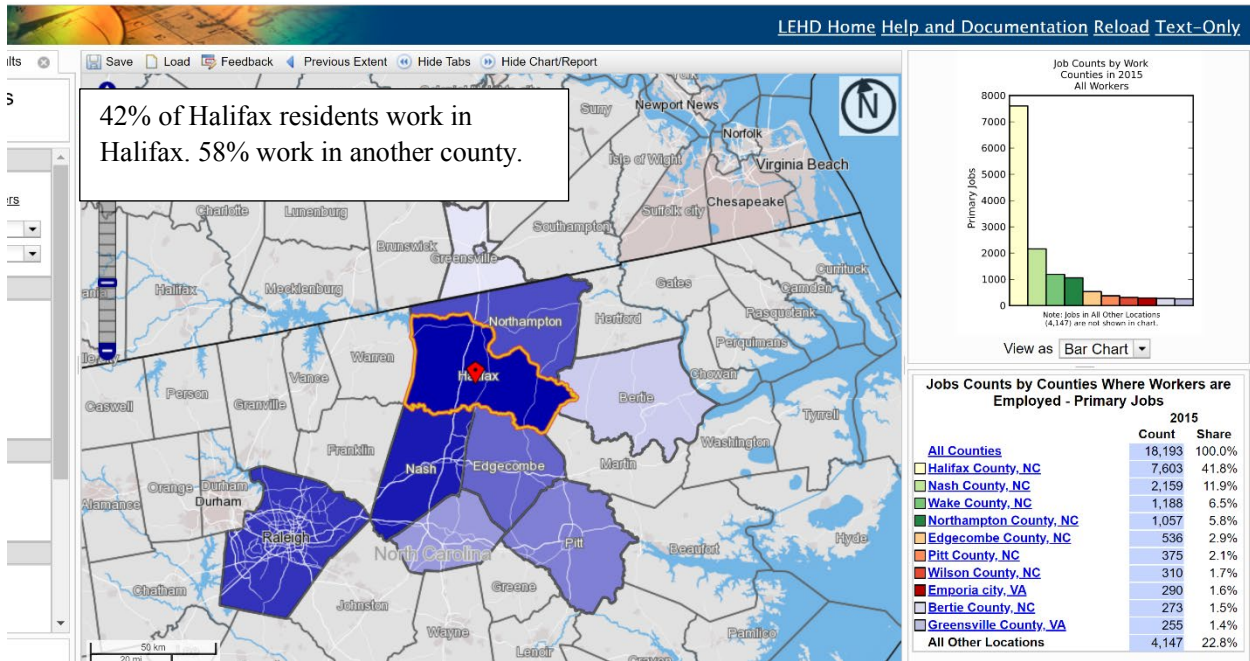 LEHD Home Help and Documentation Reload Text-Only
Save Load Feedback Previous Extent Hide Tabs Hide Chart/Report
42% of Halifax residents work in
Halifax. 58% work in another county.
N
Surry
Newport News
Norfolk
Isle of Wight
Virginia Beach
Charlotte
Lunenburg
Suffolk city
Chesapeake
Southampton
Brunswick
Greensville
Halifax
Mecklenburg
Gates
Currituck
Camden
Pasquotank
Northampton
Hertford
Perquimans
Warren
Vance
Halifax
Chowan
Person
Granville
Caswell
Bertie
Tyrrell
Washington
Franklin
Nash
Edgecombe
Martin
Orange
Durham
Durham
Alamance
Raleigh
North Carolina
Pitt
Beaufort
Hyde
Chatham
Greene
Johnston
Wayne
Lenoir
Pamlico
Craven
50 km
20 mi
Job Counts by Work
Counties in 2015
All Workers
Primary Jobs
8000
7000
6000
5000
4000
3000
2000
1000
0
Note: Jobs in All Other Locations
(4,147) are not shown in chart.
View as Bar Chart
Jobs Counts by Counties Where Workers are
Employed - Primary Jobs
2015
Count Share
All Counties 18,193 100.0%
Halifax County, NC 7,603 41.8%
Nash County, NC 2,159 11.9%
Wake County, NC 1,188 6.5%
Northampton County, NC 1,057 5.8%
Edgecombe County, NC 536 2.9%
Pitt County, NC 375 2.1%
Wilson County, NC 310 1.7%
Emporia city, VA 290 1.6%
Bertie County, NC 273 1.5%
Greensville County, VA 255 1.4%
All Other Locations 4,147 22.8%